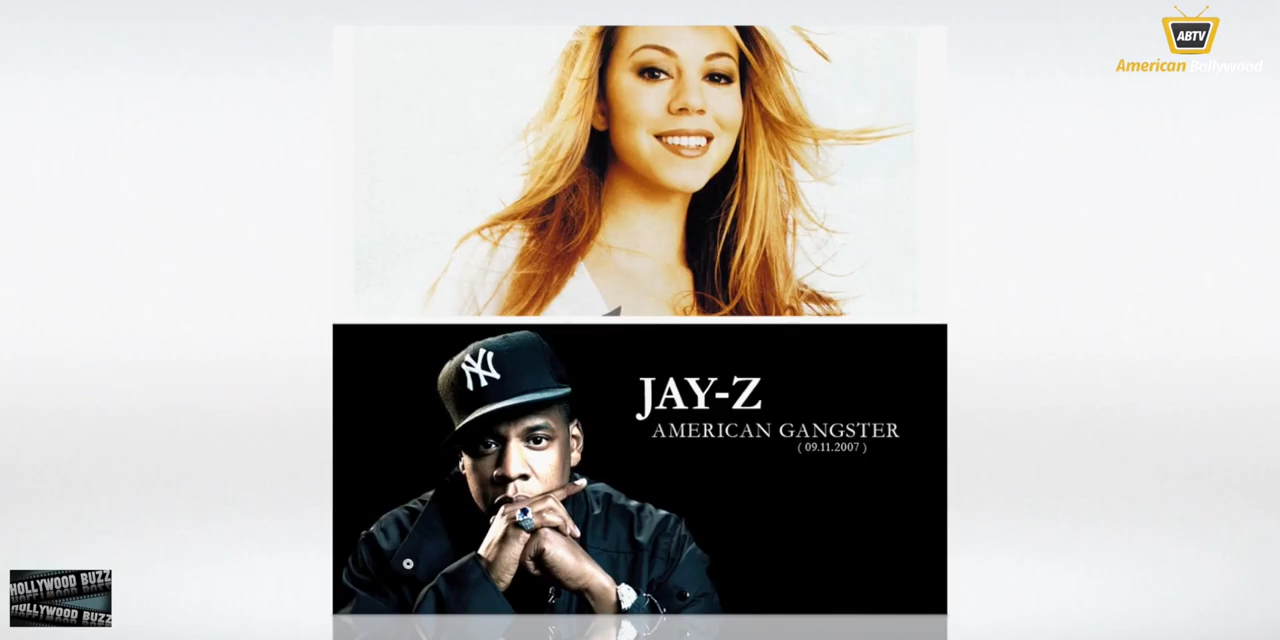 ABTV
American Bollywood
NY
JAY-Z
AMERICAN GANGSTER
( 09.11.2007 )
HOLLYWOOD BUZZ
HOLLYWOOD BUZZ